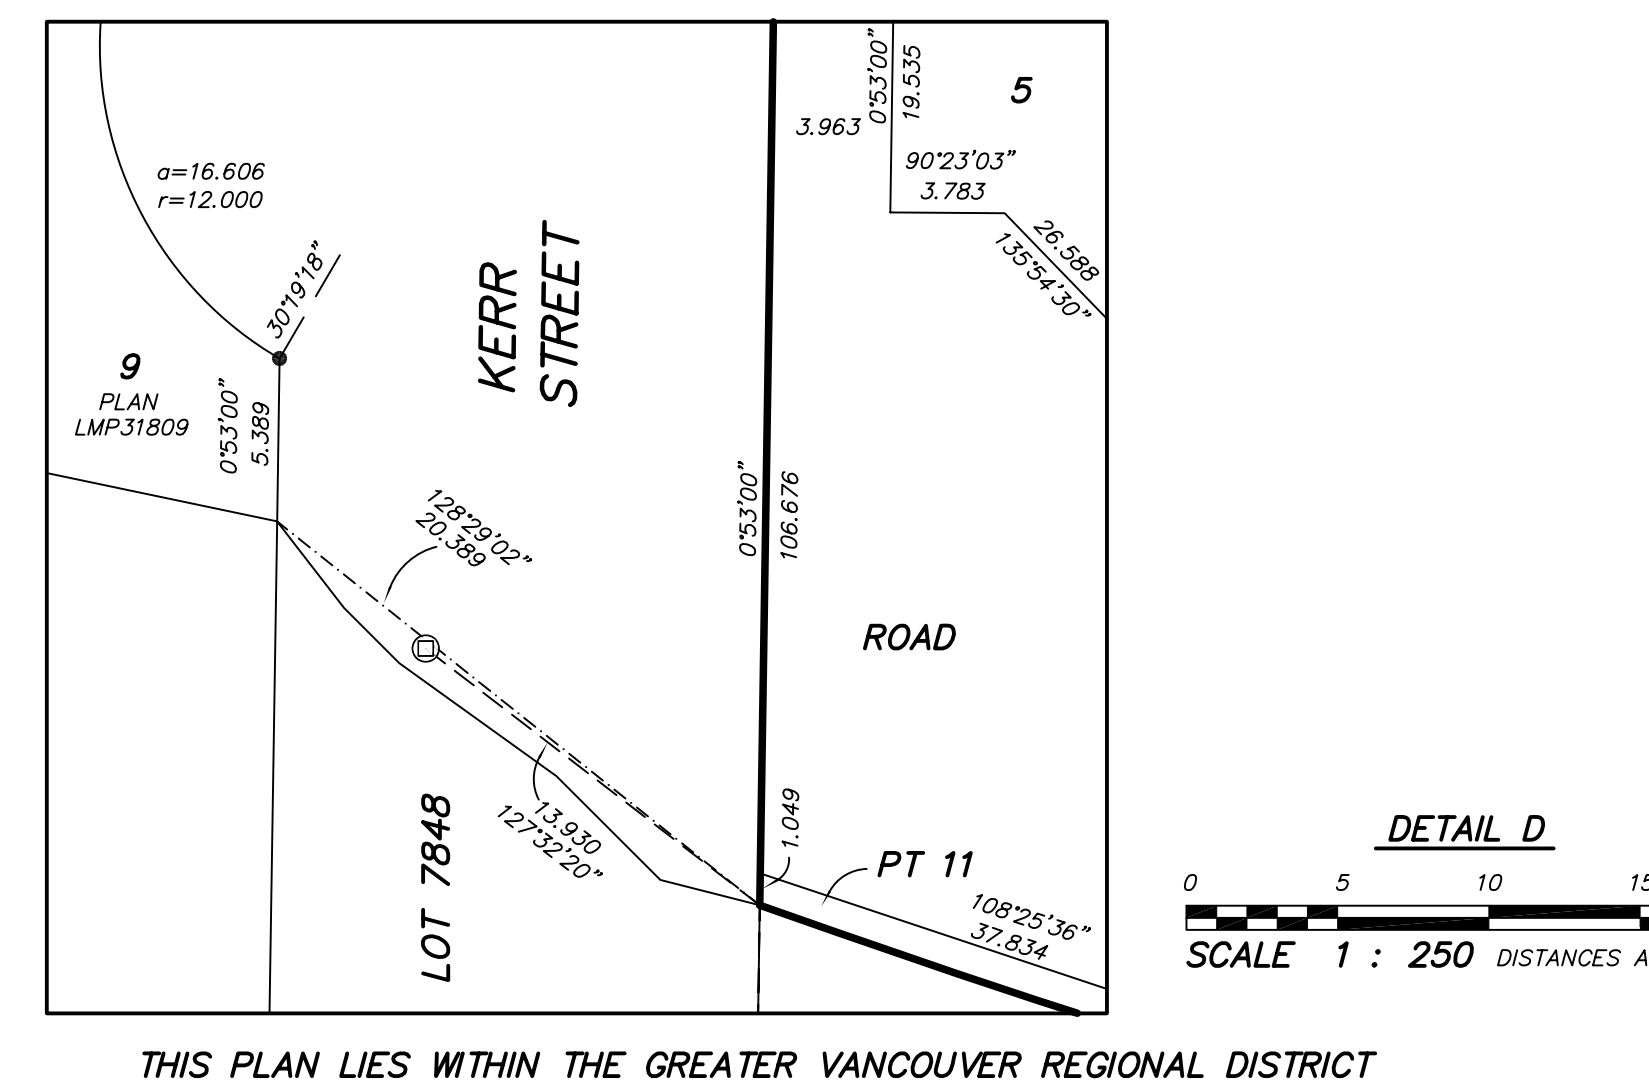 0°53'00"
19.535
5
3.963
90°23'03"
3.783
a=16.606
r=12.000
26.588
135°54'30"
30°19'18"
KERR
STREET
9
PLAN
LMP31809
0°53'00"
5.389
0°53'00"
106.676
128°29'02"
20.389
ROAD
1.049
13.930
127°32'20"
LOT 7848
PT 11
108°25'36"
37.834
DETAIL D
0 5 10 15
SCALE 1 : 250 DISTANCES A
THIS PLAN LIES WITHIN THE GREATER VANCOUVER REGIONAL DISTRICT